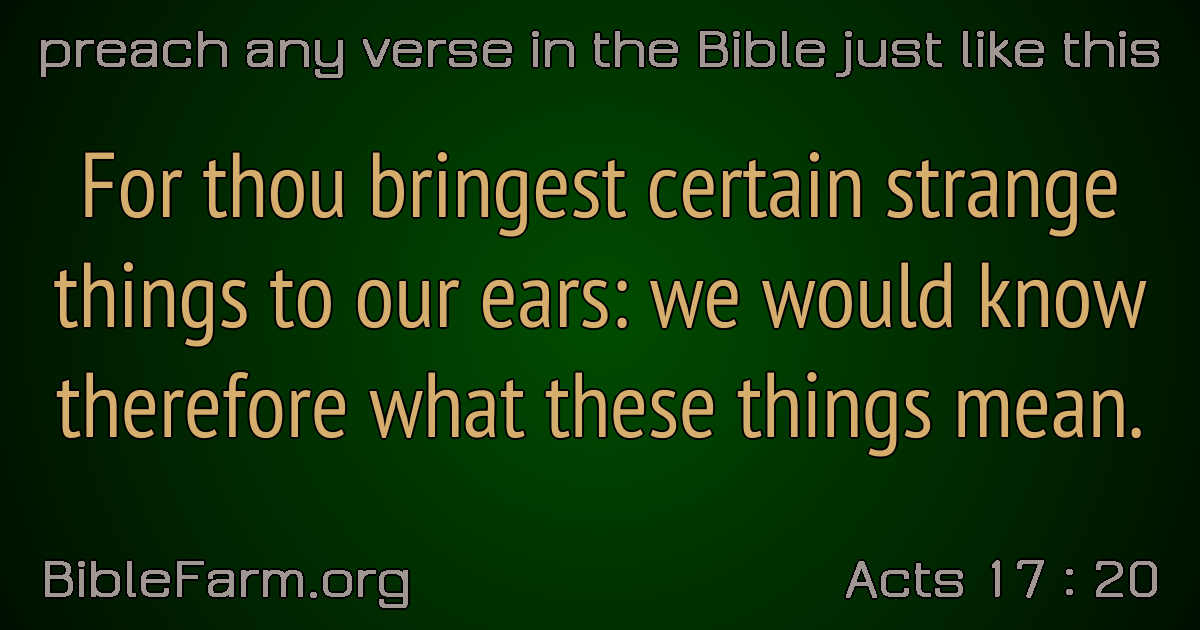 preach any verse in the Bible just like this
For thou bringest certain strange
things to our ears: we would know
therefore what these things mean.
BibleFarm.org
Acts 17 : 20